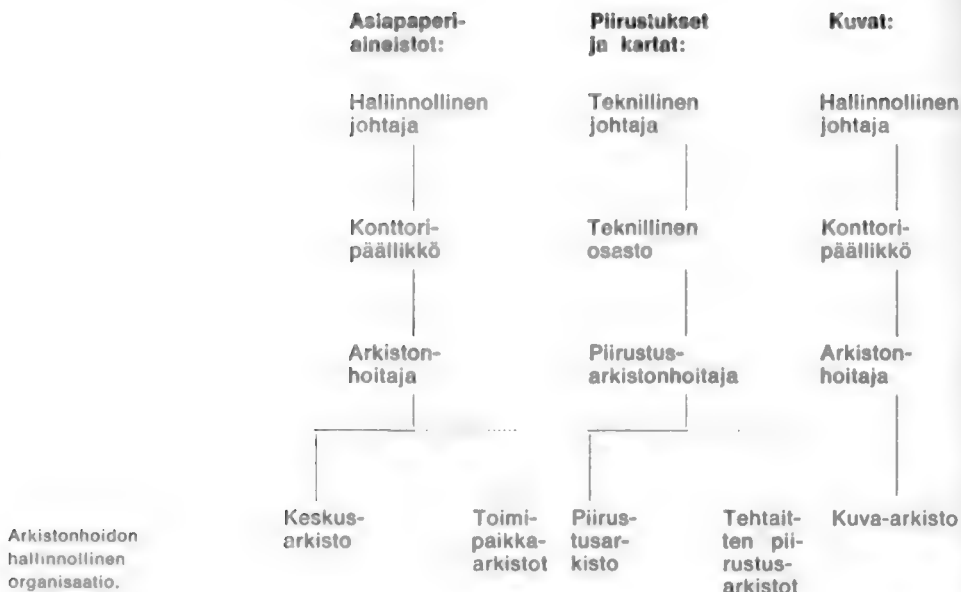 Asiapaperi-
aineistot:
Hallinnollinen
johtaja
Konttori-
päällikkö
Arkiston-
hoitaja
Keskus-
arkisto
Toimi-
paikka-
arkistot
Piirustukset
ja kartat:
Teknillinen
johtaja
Teknillinen
osasto
Piirustus-
arkistonhoitaja
Piirus-
tusar-
kisto
Tehtait-
ten pii-
rustus-
arkistot
Kuvat:
Hallinnollinen
johtaja
Konttori-
päällikkö
Arkiston-
hoitaja
Kuva-arkisto
Arkistonhoidon
hallinnollinen
organisaatio.